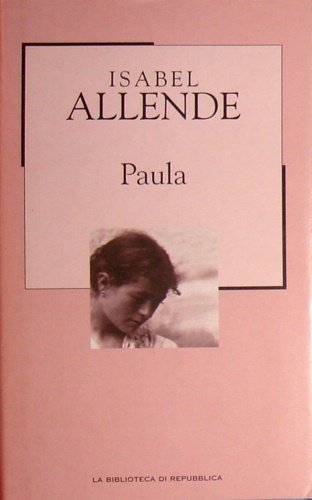 ISABEL
ALLENDE
Paula
LA BIBLIOTECA DI REPUBBLICA